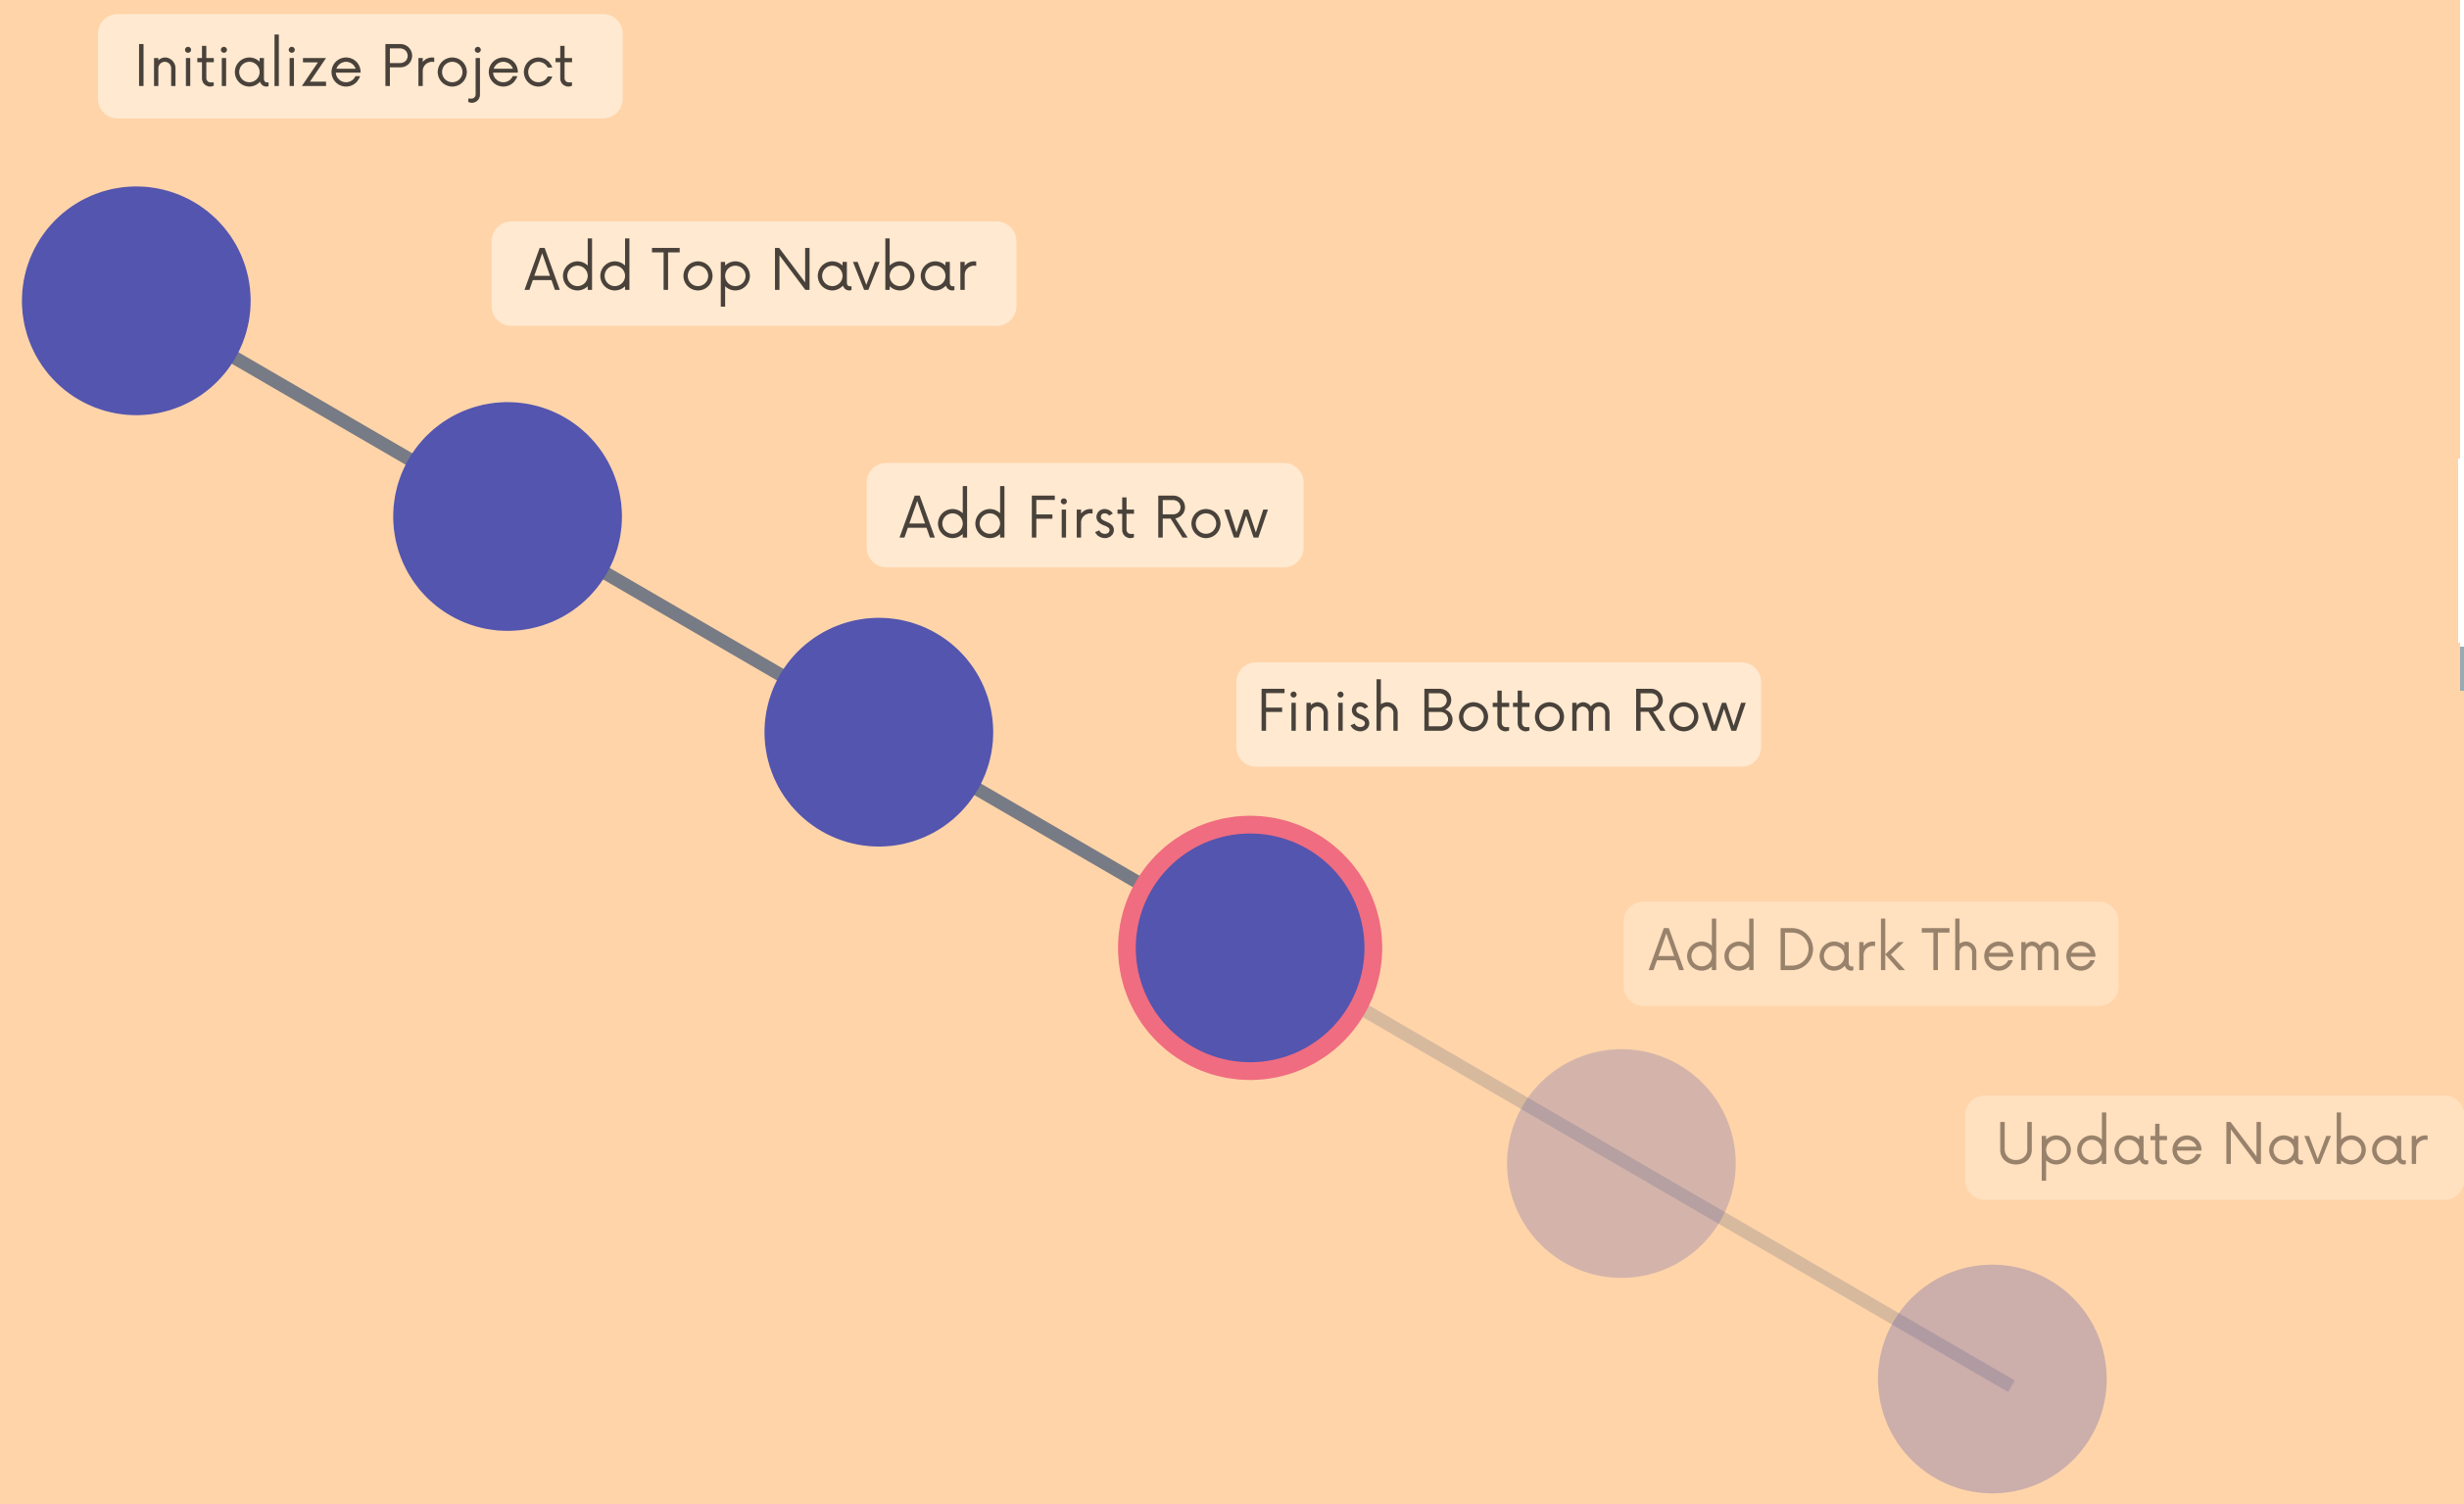 Initialize Project
Add Top Navbar
Add First Row
Finish Bottom Row
Add Dark Theme
Update Navbar